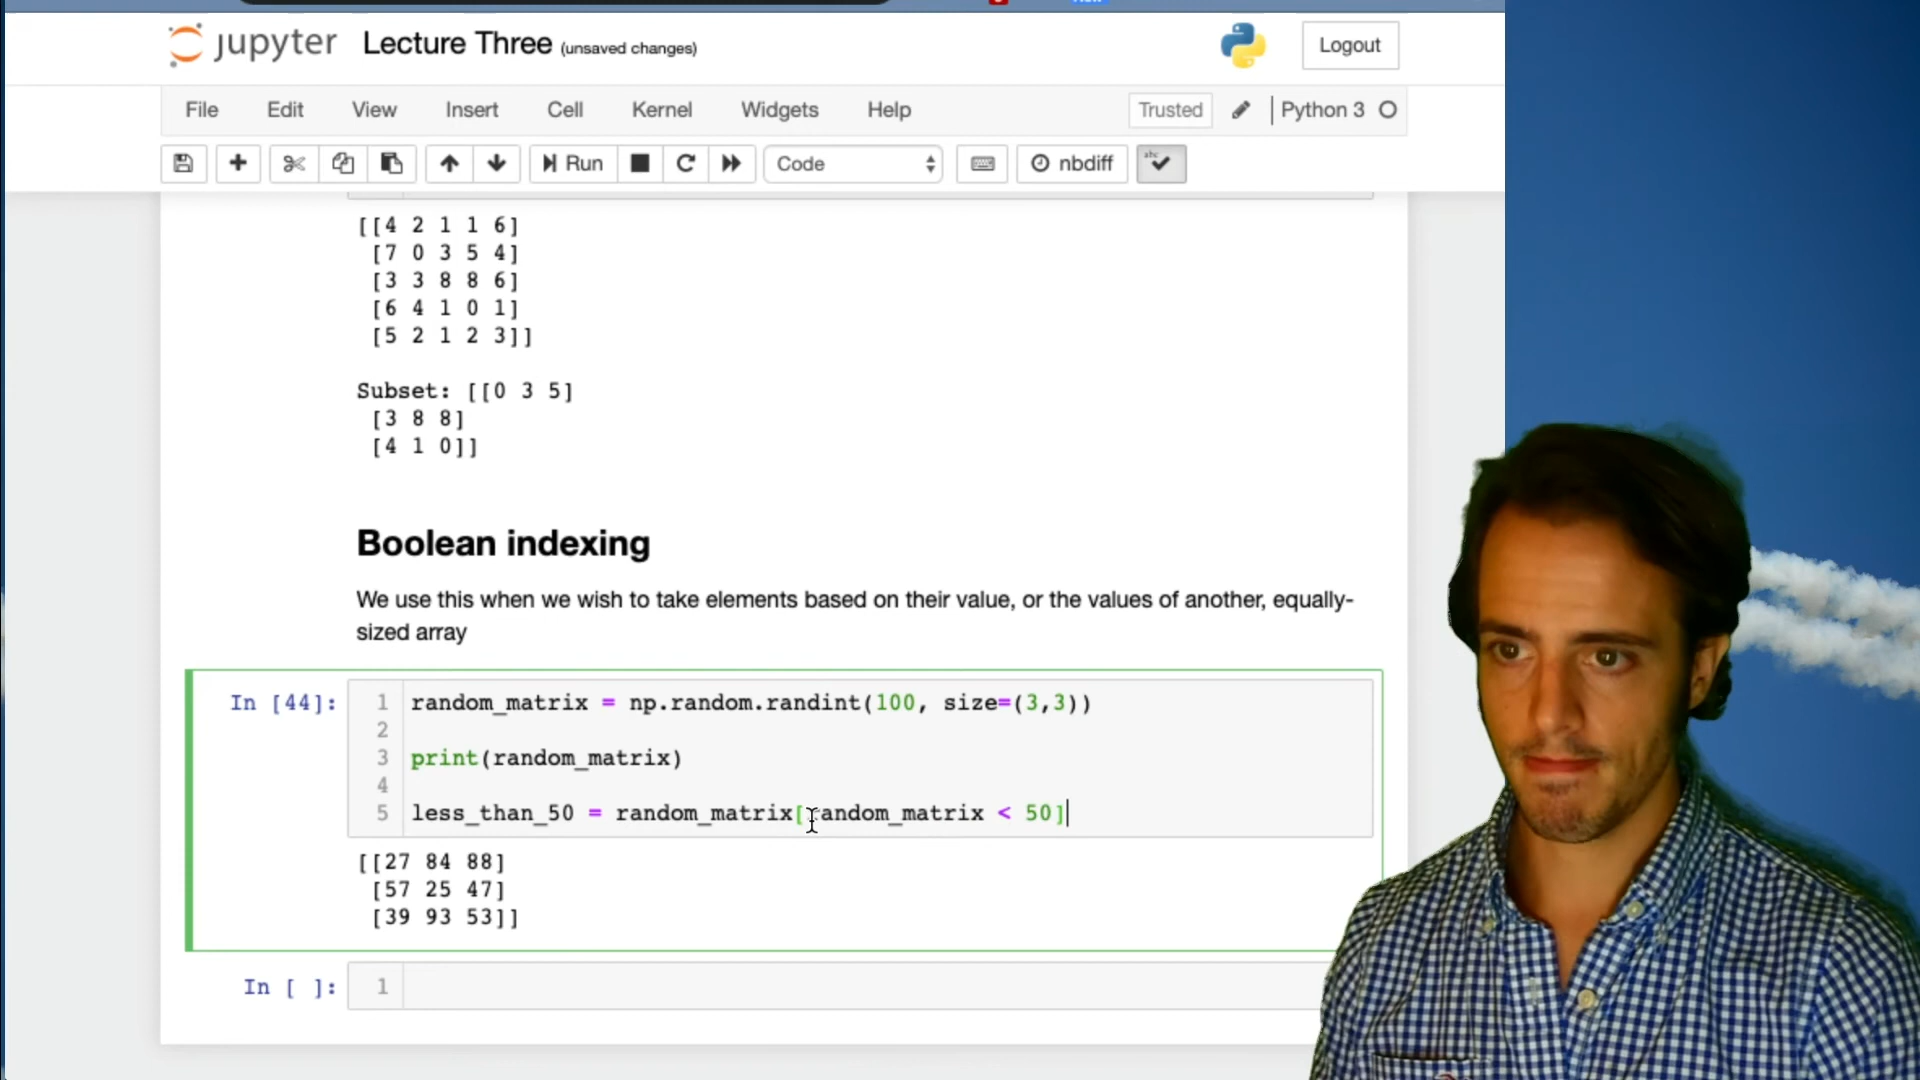 jupyter Lecture Three (unsaved changes) Logout
File Edit View Insert Cell Kernel Widgets Help Trusted Python 3
Run Code nbdiff abc
[[4 2 1 1 6]
[7 0 3 5 4]
[3 3 8 8 6]
[6 4 1 0 1]
[5 2 1 2 3]]
Subset: [[0 3 5]
[3 8 8]
[4 1 0]]
Boolean indexing
We use this when we wish to take elements based on their value, or the values of another, equally-
sized array
In [44]: 1 random_matrix = np.random.randint(100, size=(3,3))
2
3 print(random_matrix)
4
5 less_than_50 = random_matrix[random_matrix < 50]
[[27 84 88]
[57 25 47]
[39 93 53]]
In [ ]: 1